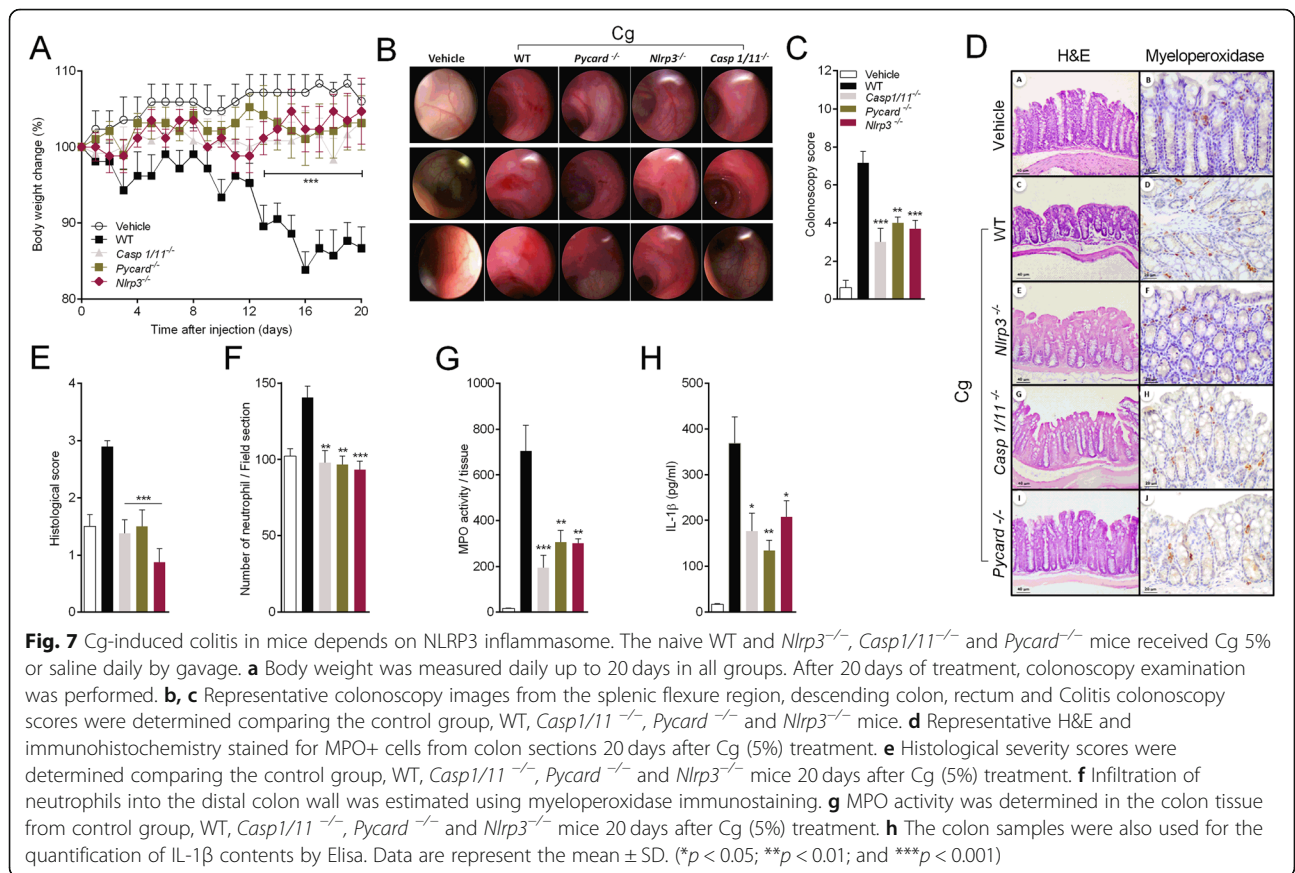 A
Body weight change (%)
110
100
90
80
0 4 8 12 16 20
Time after injection (days)
***
Vehicle
WT
Casp 1/11-/-
Pycard-/-
Nlrp3-/-
B
Cg
Vehicle WT Pycard -/- Nlrp3-/- Casp 1/11-/-
C
Colonoscopy score
12
10
8
6
4
2
0
Vehicle
WT
Casp1/11-/-
Pycard -/-
Nlrp3 -/-
*** ** ***
D
H&E Myeloperoxidase
Vehicle
WT
Nlrp3-/-
Casp 1/11-/-
Pycard -/-
Cg
A B
C D
E F
G H
I J
E
Histological score
4
3
2
1
0
***
F
Number of neutrophil / Field section
150
100
50
0
** ** ***
G
MPO activity / tissue
1000
800
600
400
200
0
*** ** **
H
IL-1β (pg/ml)
500
400
300
200
100
0
* ** *
Fig. 7 Cg-induced colitis in mice depends on NLRP3 inflammasome. The naive WT and Nlrp3−/−, Casp1/11−/− and Pycard−/− mice received Cg 5%
or saline daily by gavage. a Body weight was measured daily up to 20 days in all groups. After 20 days of treatment, colonoscopy examination
was performed. b, c Representative colonoscopy images from the splenic flexure region, descending colon, rectum and Colitis colonoscopy
scores were determined comparing the control group, WT, Casp1/11 −/−, Pycard −/− and Nlrp3−/− mice. d Representative H&E and
immunohistochemistry stained for MPO+ cells from colon sections 20 days after Cg (5%) treatment. e Histological severity scores were
determined comparing the control group, WT, Casp1/11 −/−, Pycard −/− and Nlrp3−/− mice 20 days after Cg (5%) treatment. f Infiltration of
neutrophils into the distal colon wall was estimated using myeloperoxidase immunostaining. g MPO activity was determined in the colon tissue
from control group, WT, Casp1/11 −/−, Pycard −/− and Nlrp3−/− mice 20 days after Cg (5%) treatment. h The colon samples were also used for the
quantification of IL-1β contents by Elisa. Data are represent the mean ± SD. (*p < 0.05; **p < 0.01; and ***p < 0.001)